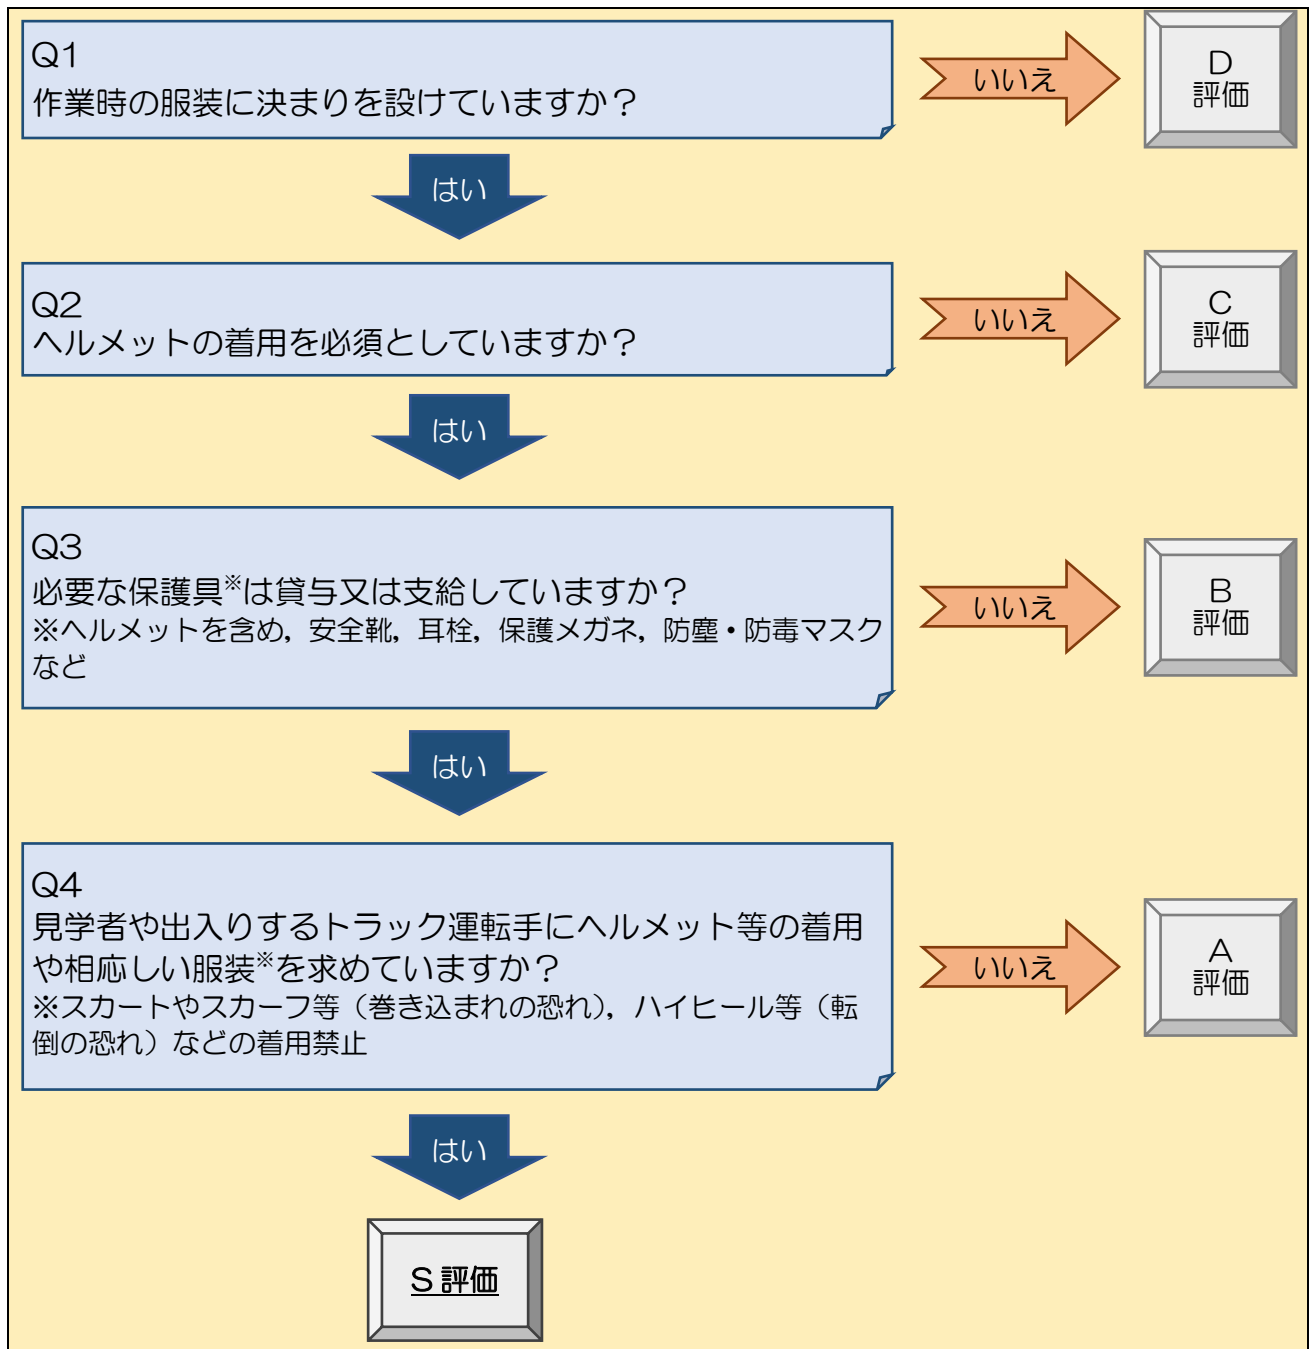 Q1
作業時の服装に決まりを設けていますか？
いいえ
D
評価
はい
Q2
ヘルメットの着用を必須としていますか？
いいえ
C
評価
はい
Q3
必要な保護具※は貸与又は支給していますか？
※ヘルメットを含め，安全靴，耳栓，保護メガネ，防塵・防毒マスク
など
いいえ
B
評価
はい
Q4
見学者や出入りするトラック運転手にヘルメット等の着用
や相応しい服装※を求めていますか？
※スカートやスカーフ等（巻き込まれの恐れ），ハイヒール等（転
倒の恐れ）などの着用禁止
いいえ
A
評価
はい
S評価